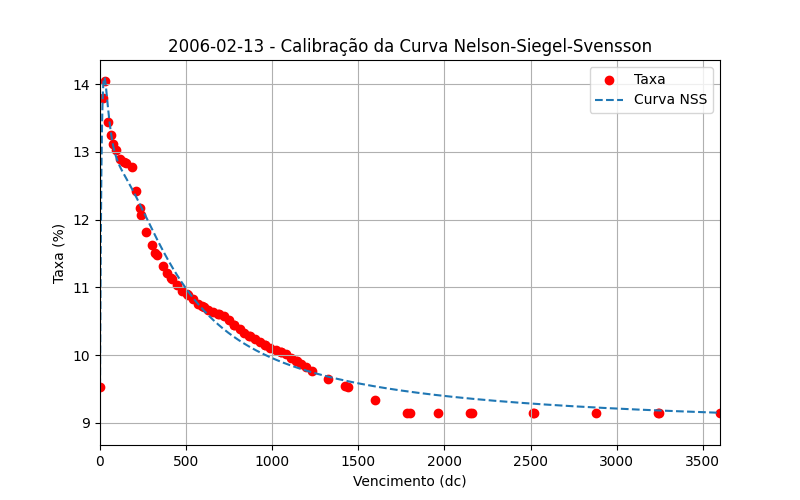 2006-02-13 - Calibração da Curva Nelson-Siegel-Svensson
Taxa
Curva NSS
Taxa (%)
14
13
12
11
10
9
0 500 1000 1500 2000 2500 3000 3500
Vencimento (dc)